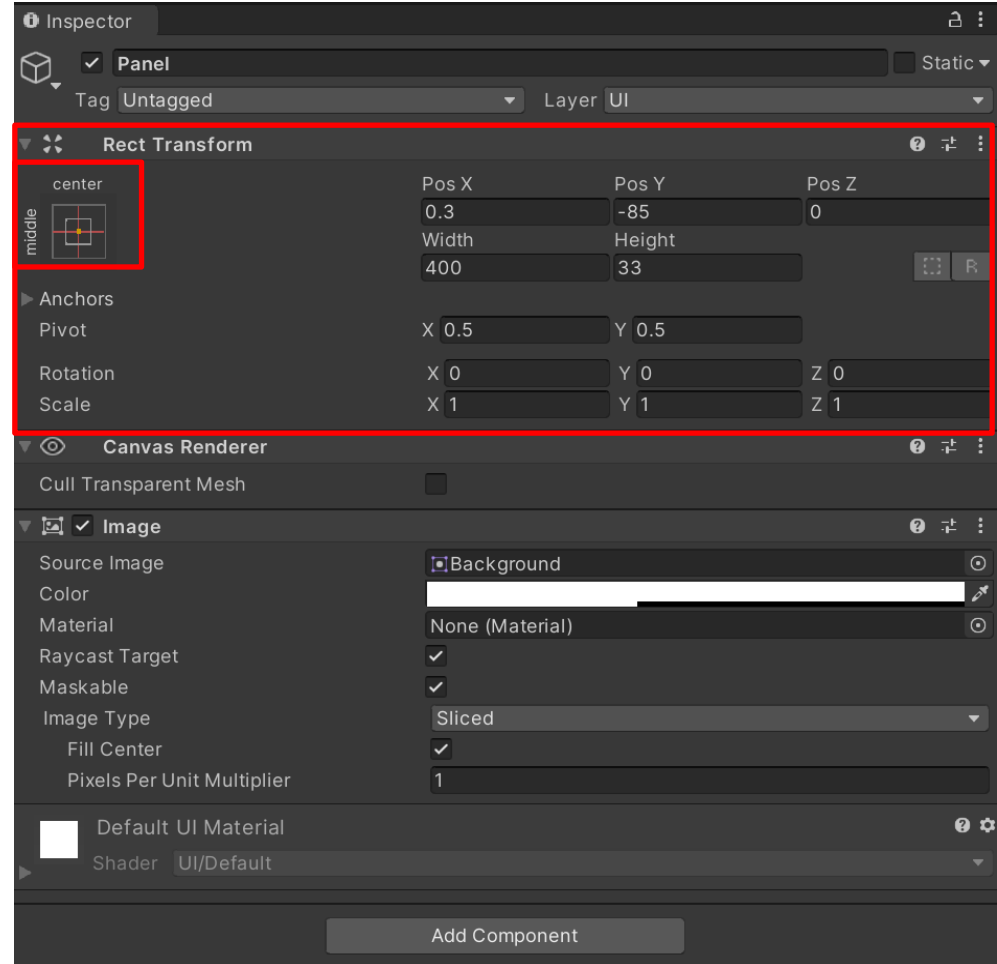 Inspector
Panel Static
Tag Untagged Layer UI
Rect Transform
center
middle
Pos X Pos Y Pos Z
0.3 -85 0
Width Height
400 33 R
Anchors
Pivot X 0.5 Y 0.5
Rotation X 0 Y 0 Z 0
Scale X 1 Y 1 Z 1
Canvas Renderer
Cull Transparent Mesh
Image
Source Image Background
Color
Material None (Material)
Raycast Target
Maskable
Image Type Sliced
Fill Center
Pixels Per Unit Multiplier 1
Default UI Material
Shader UI/Default
Add Component